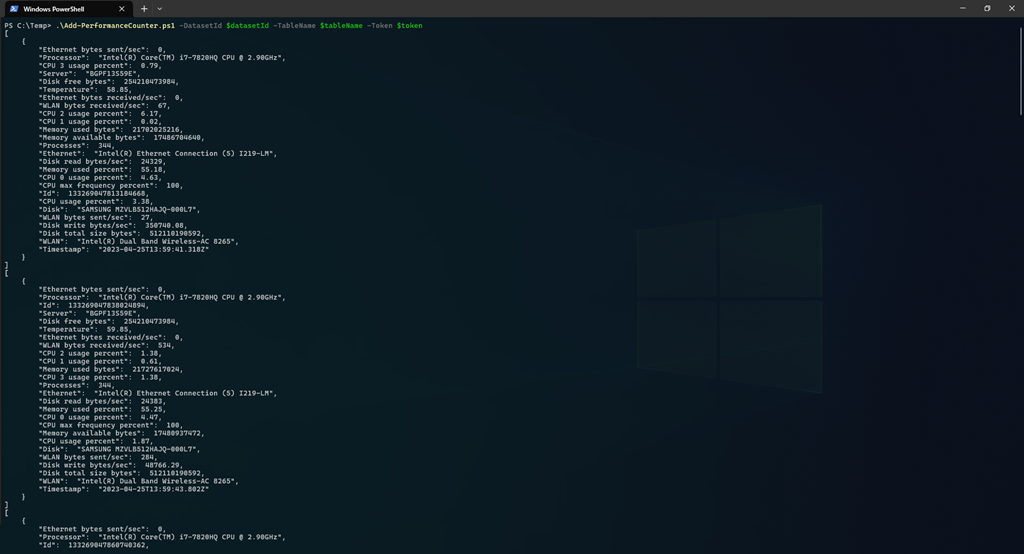 Windows PowerShell
PS C:\Temp> .\Add-PerformanceCounter.ps1 -DatasetId $datasetId -TableName $tableName -Token $token
[
    {
        "Ethernet bytes sent/sec":  0,
        "Processor":  "Intel(R) Core(TM) i7-7820HQ CPU @ 2.90GHz",
        "CPU 3 usage percent":  0.79,
        "Server":  "BGPF13S59E",
        "Disk free bytes":  254210473984,
        "Temperature":  58.85,
        "Ethernet bytes received/sec":  0,
        "WLAN bytes received/sec":  67,
        "CPU 2 usage percent":  6.17,
        "CPU 1 usage percent":  0.02,
        "Memory used bytes":  21702025216,
        "Memory available bytes":  17486704640,
        "Processes":  344,
        "Ethernet":  "Intel(R) Ethernet Connection (5) I219-LM",
        "Disk read bytes/sec":  24329,
        "Memory used percent":  55.18,
        "CPU 0 usage percent":  4.63,
        "CPU max frequency percent":  100,
        "Id":  133269047813184668,
        "CPU usage percent":  3.38,
        "Disk":  "SAMSUNG MZVLB512HAJQ-000L7",
        "WLAN bytes sent/sec":  27,
        "Disk write bytes/sec":  350740.08,
        "Disk total size bytes":  512110190592,
        "WLAN":  "Intel(R) Dual Band Wireless-AC 8265",
        "Timestamp":  "2023-04-25T13:59:41.318Z"
    }
]
[
    {
        "Ethernet bytes sent/sec":  0,
        "Processor":  "Intel(R) Core(TM) i7-7820HQ CPU @ 2.90GHz",
        "Id":  133269047838024894,
        "Server":  "BGPF13S59E",
        "Disk free bytes":  254210473984,
        "Temperature":  59.85,
        "Ethernet bytes received/sec":  0,
        "WLAN bytes received/sec":  534,
        "CPU 2 usage percent":  1.38,
        "CPU 1 usage percent":  0.61,
        "Memory used bytes":  21727617024,
        "CPU 3 usage percent":  1.38,
        "Processes":  344,
        "Ethernet":  "Intel(R) Ethernet Connection (5) I219-LM",
        "Disk read bytes/sec":  24383,
        "Memory used percent":  55.25,
        "CPU 0 usage percent":  4.47,
        "CPU max frequency percent":  100,
        "Memory available bytes":  17480937472,
        "CPU usage percent":  1.87,
        "Disk":  "SAMSUNG MZVLB512HAJQ-000L7",
        "WLAN bytes sent/sec":  284,
        "Disk write bytes/sec":  48766.29,
        "Disk total size bytes":  512110190592,
        "WLAN":  "Intel(R) Dual Band Wireless-AC 8265",
        "Timestamp":  "2023-04-25T13:59:43.802Z"
    }
]
[
    {
        "Ethernet bytes sent/sec":  0,
        "Processor":  "Intel(R) Core(TM) i7-7820HQ CPU @ 2.90GHz",
        "Id":  133269047860740362,